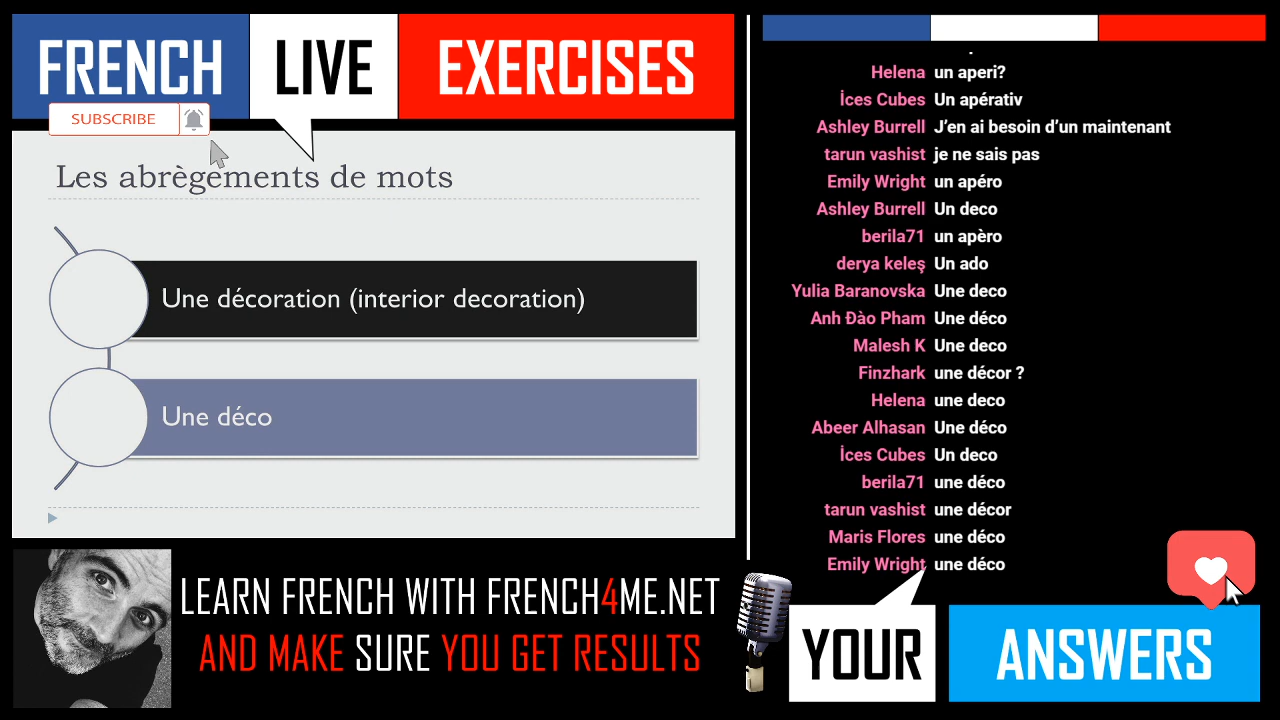 FRENCH LIVE EXERCISES
SUBSCRIBE
Les abrègements de mots
Une décoration (interior decoration)
Une déco
LEARN FRENCH WITH FRENCH4ME.NET
AND MAKE SURE YOU GET RESULTS
Helena un aperi?
İces Cubes Un apérativ
Ashley Burrell J’en ai besoin d’un maintenant
tarun vashist je ne sais pas
Emily Wright un apéro
Ashley Burrell Un deco
berila71 un apèro
derya keleş Un ado
Yulia Baranovska Une deco
Anh Đào Pham Une déco
Malesh K Une deco
Finzhark une décor ?
Helena une deco
Abeer Alhasan Une déco
İces Cubes Un deco
berila71 une déco
tarun vashist une décor
Maris Flores une déco
Emily Wright une déco
YOUR ANSWERS